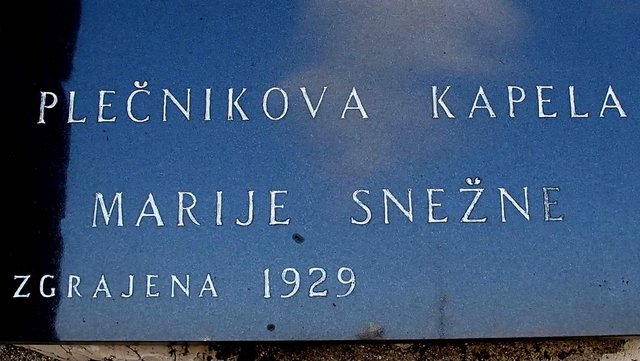 PLEČNIKOVA KAPELA
MARIJE SNEŽNE
ZGRAJENA 1929